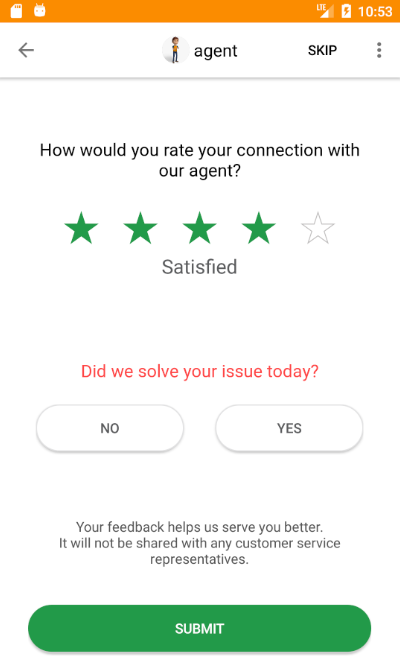 LTE 10:53
agent SKIP
How would you rate your connection with
our agent?
Satisfied
Did we solve your issue today?
NO YES
Your feedback helps us serve you better.
It will not be shared with any customer service
representatives.
SUBMIT